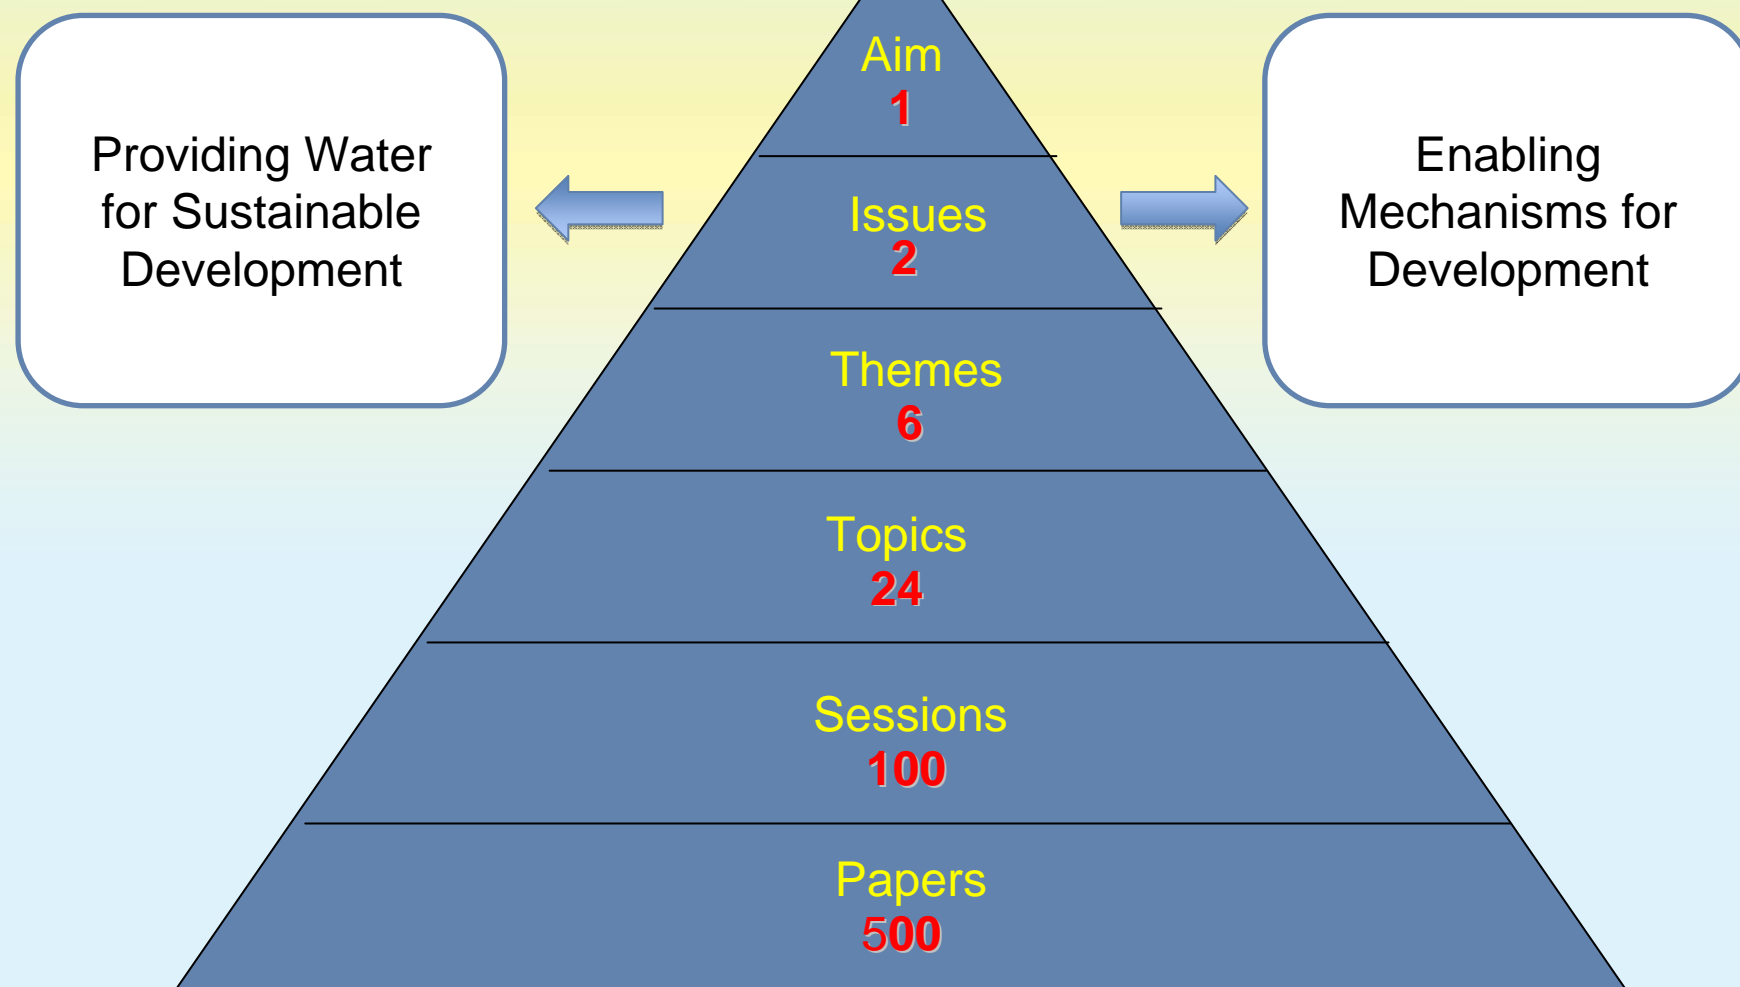 Aim
1
Providing Water
for Sustainable
Development
Issues
2
Enabling
Mechanisms for
Development
Themes
6
Topics
24
Sessions
100
Papers
500